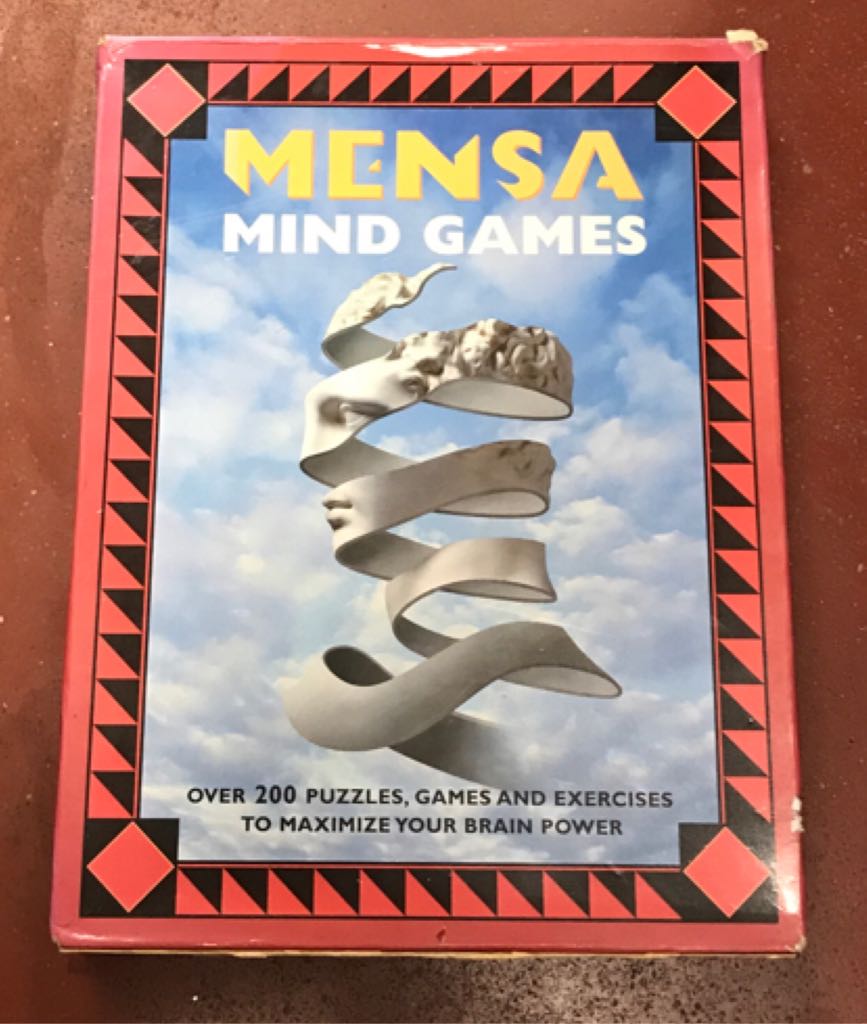 MENSA
MIND GAMES
OVER 200 PUZZLES, GAMES AND EXERCISES
TO MAXIMIZE YOUR BRAIN POWER